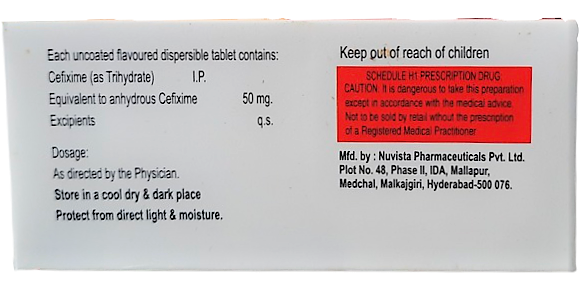 Each uncoated flavoured dispersible tablet contains:
Cefixime (as Trihydrate) I.P.
Equivalent to anhydrous Cefixime 50 mg.
Excipients q.s.
Dosage:
As directed by the Physician.
Store in a cool dry & dark place
Protect from direct light & moisture.
Keep out of reach of children
SCHEDULE H1 PRESCRIPTION DRUG:
CAUTION: It is dangerous to take this preparation
except in accordance with the medical advice.
Not to be sold by retail without the prescription
of a Registered Medical Practitioner
Mfd. by : Nuvista Pharmaceuticals Pvt. Ltd.
Plot No. 48, Phase II, IDA, Mallapur,
Medchal, Malkajgiri, Hyderabad-500 076.